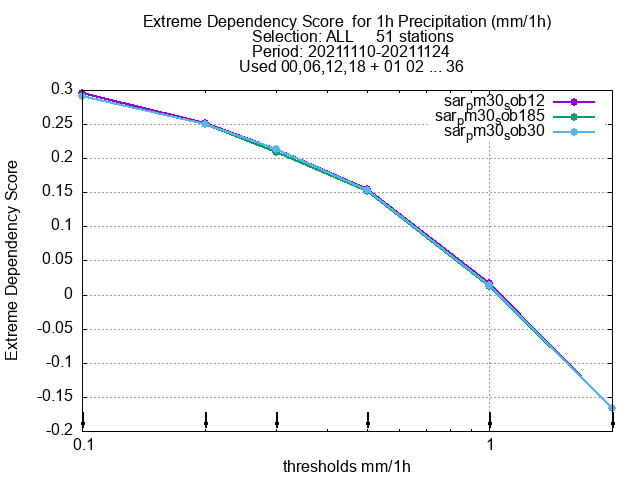 Extreme Dependency Score  for 1h Precipitation (mm/1h)
Selection: ALL     51 stations
Period: 20211110-20211124
Used 00,06,12,18 + 01 02 ... 36
sar_pm30_sob12
sar_pm30_sob185
sar_pm30_sob30
0.3
0.25
0.2
0.15
0.1
0.05
0
-0.05
-0.1
-0.15
-0.2
Extreme Dependency Score
0.1 1
thresholds mm/1h